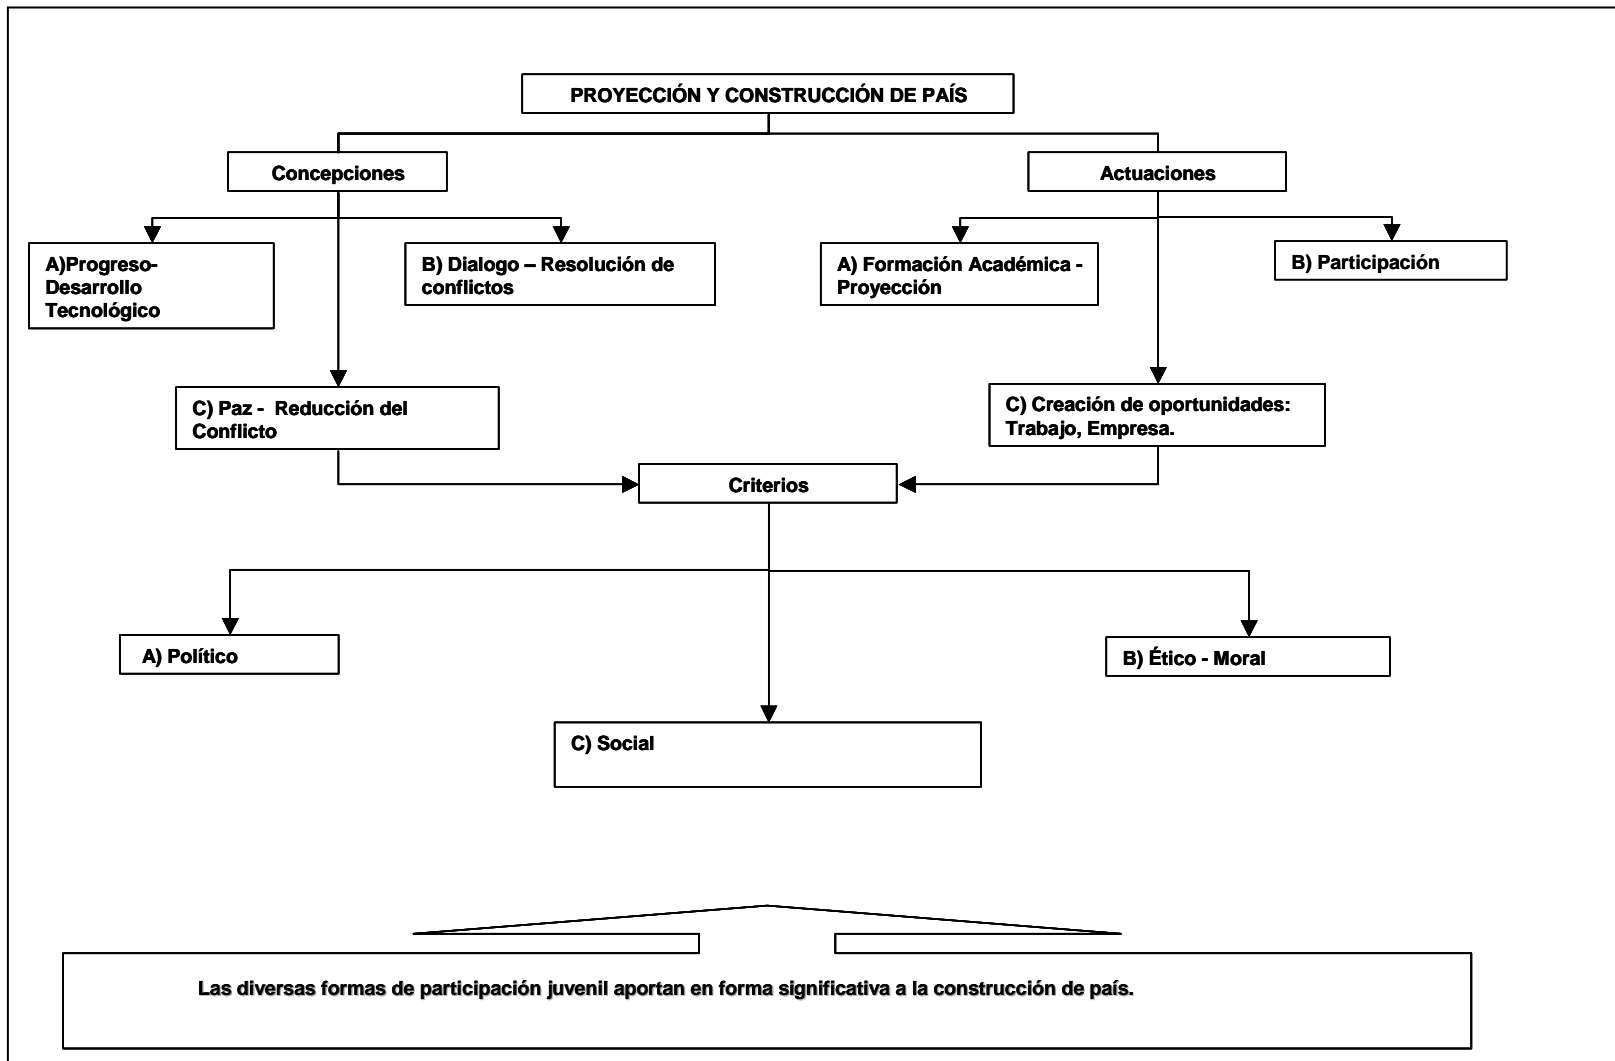 PROYECCIÓN Y CONSTRUCCIÓN DE PAÍS
Concepciones
Actuaciones
A)Progreso-
Desarrollo
Tecnológico
B) Dialogo – Resolución de
conflictos
A) Formación Académica -
Proyección
B) Participación
C) Paz - Reducción del
Conflicto
C) Creación de oportunidades:
Trabajo, Empresa.
Criterios
A) Político
B) Ético - Moral
C) Social
Las diversas formas de participación juvenil aportan en forma significativa a la construcción de país.